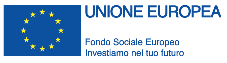 UNIONE EUROPEA
Fondo Sociale Europeo
Investiamo nel tuo futuro